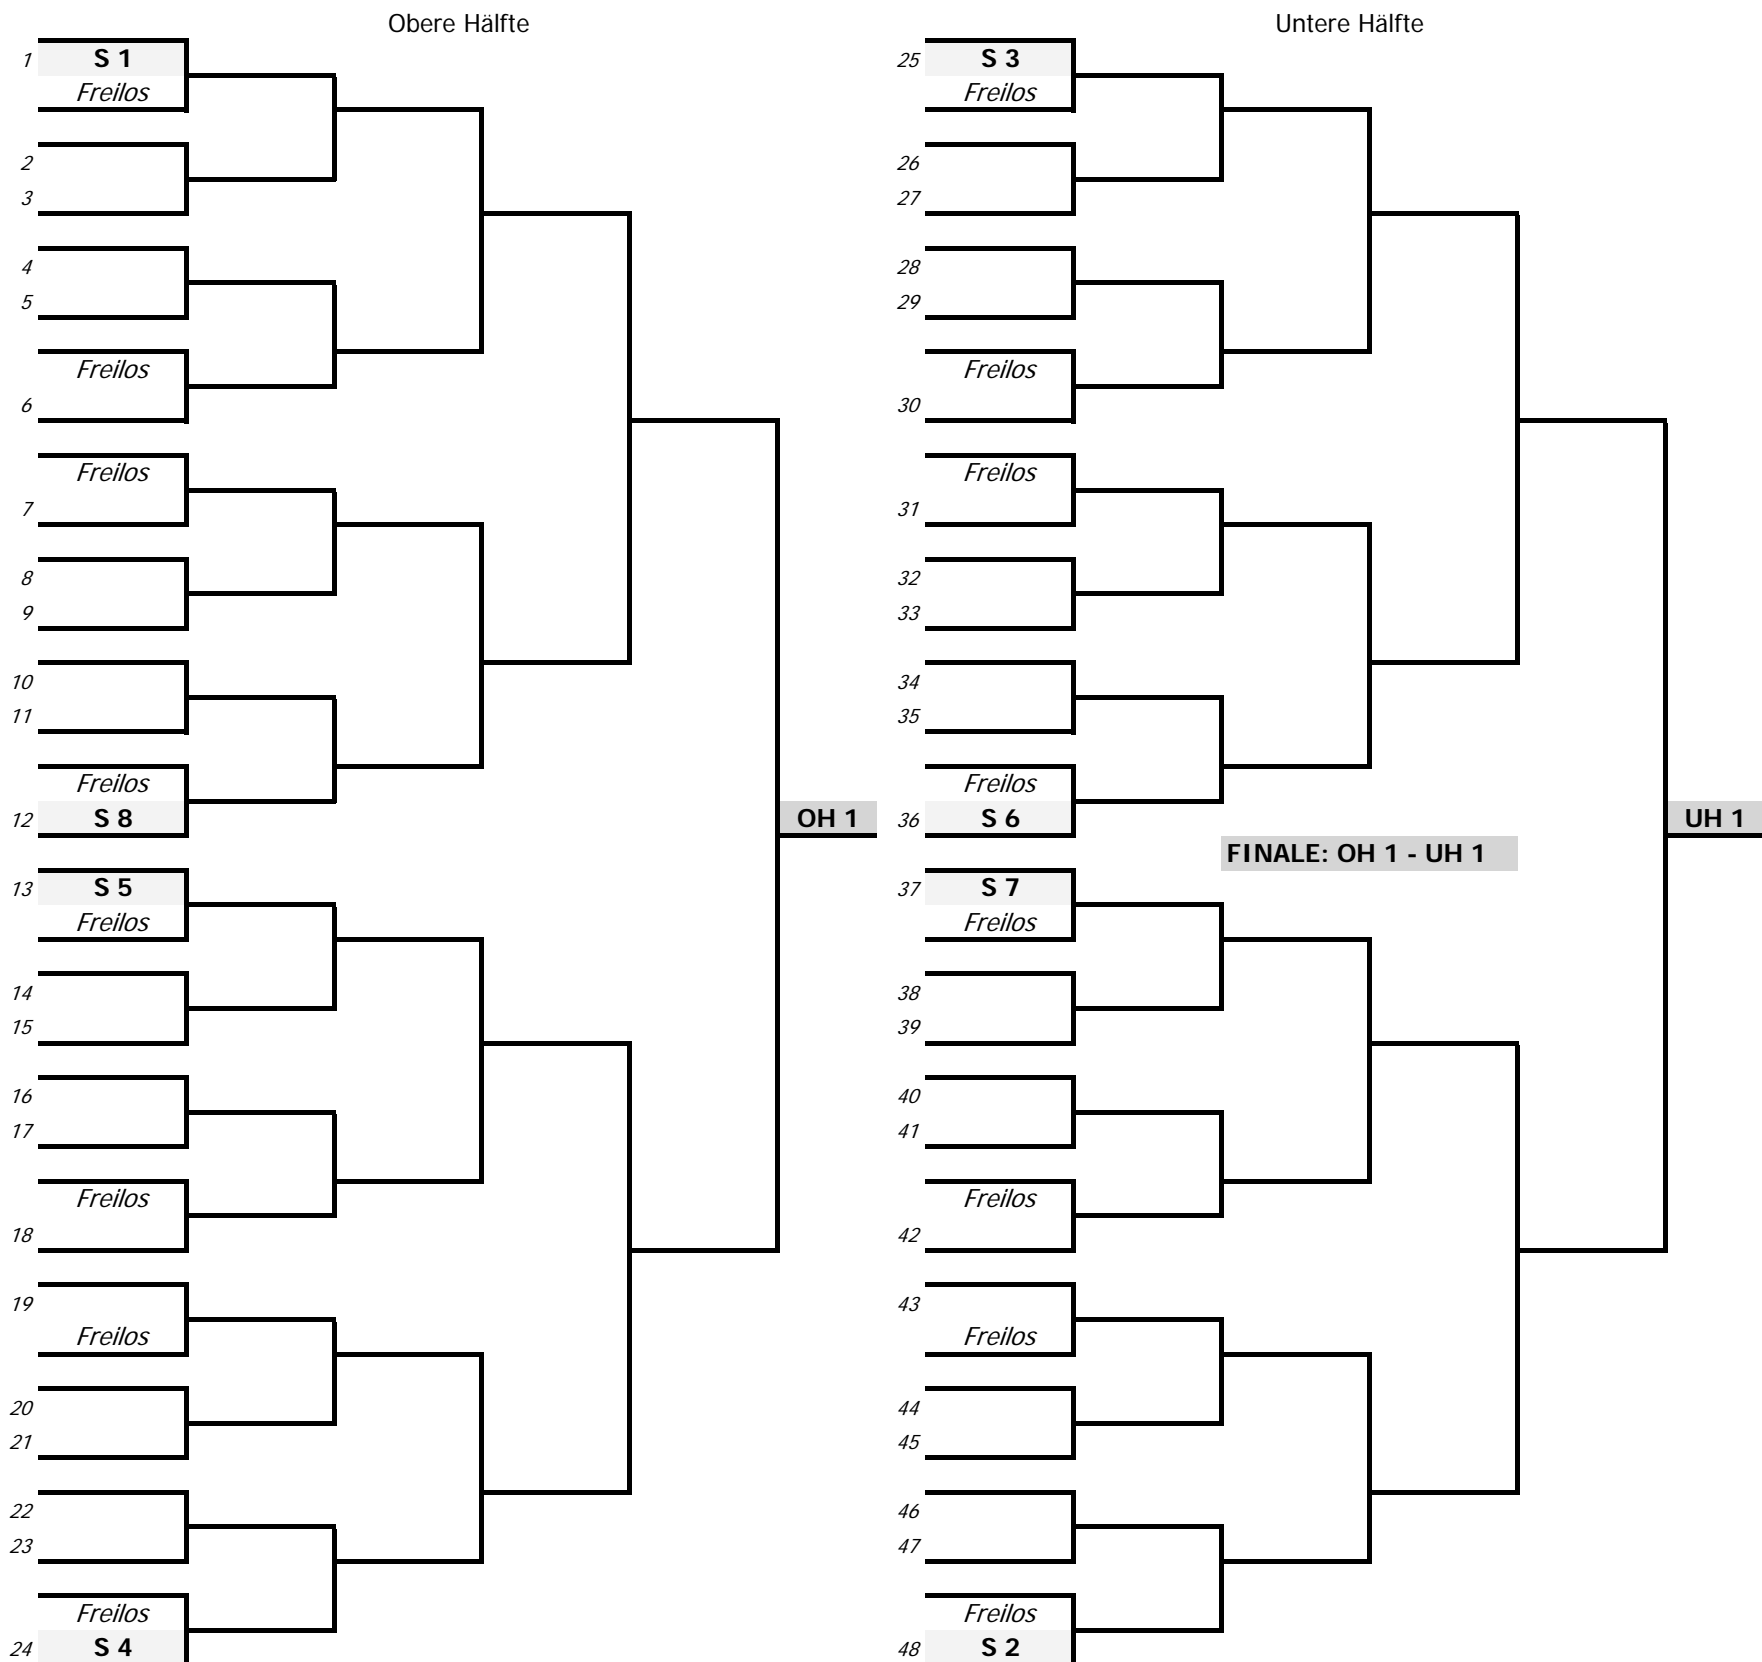 Obere Hälfte
1 S 1
Freilos
2
3
4
5
Freilos
6
Freilos
7
8
9
10
11
Freilos
12 S 8
OH 1
13 S 5
Freilos
14
15
16
17
Freilos
18
19
Freilos
20
21
22
23
Freilos
24 S 4
Untere Hälfte
25 S 3
Freilos
26
27
28
29
Freilos
30
Freilos
31
32
33
34
35
Freilos
36 S 6
UH 1
FINALE: OH 1 - UH 1
37 S 7
Freilos
38
39
40
41
Freilos
42
43
Freilos
44
45
46
47
Freilos
48 S 2